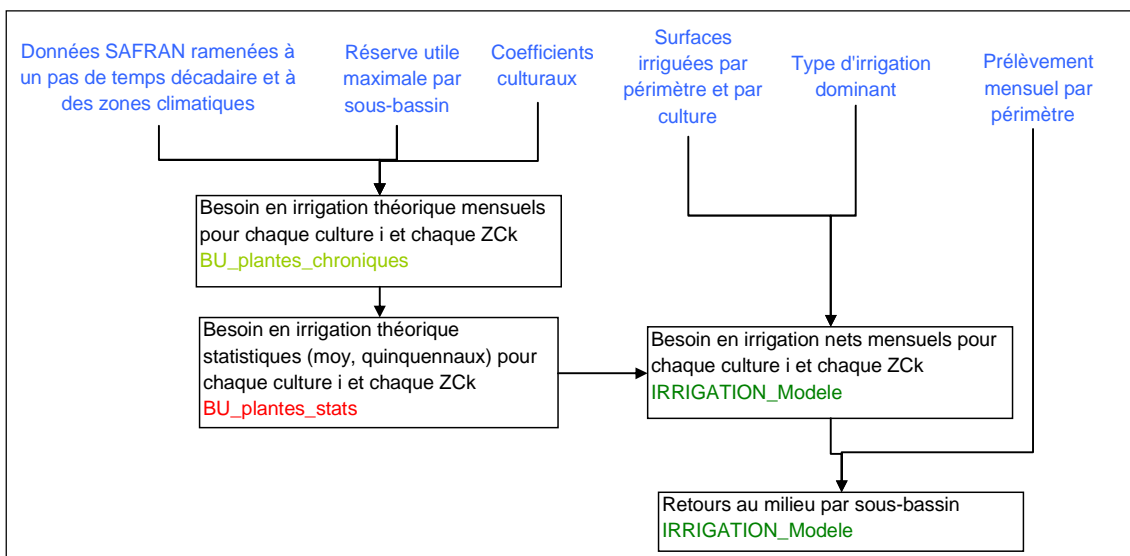 Données SAFRAN ramenées à
un pas de temps décadaire et à
des zones climatiques
Réserve utile
maximale par
sous-bassin
Coefficients
culturaux
Surfaces
irriguées par
périmètre et par
culture
Type d'irrigation
dominant
Prélèvement
mensuel par
périmètre
Besoin en irrigation théorique mensuels
pour chaque culture i et chaque ZCk
BU_plantes_chroniques
Besoin en irrigation théorique
statistiques (moy, quinquennaux) pour
chaque culture i et chaque ZCk
BU_plantes_stats
Besoin en irrigation nets mensuels pour
chaque culture i et chaque ZCk
IRRIGATION_Modele
Retours au milieu par sous-bassin
IRRIGATION_Modele